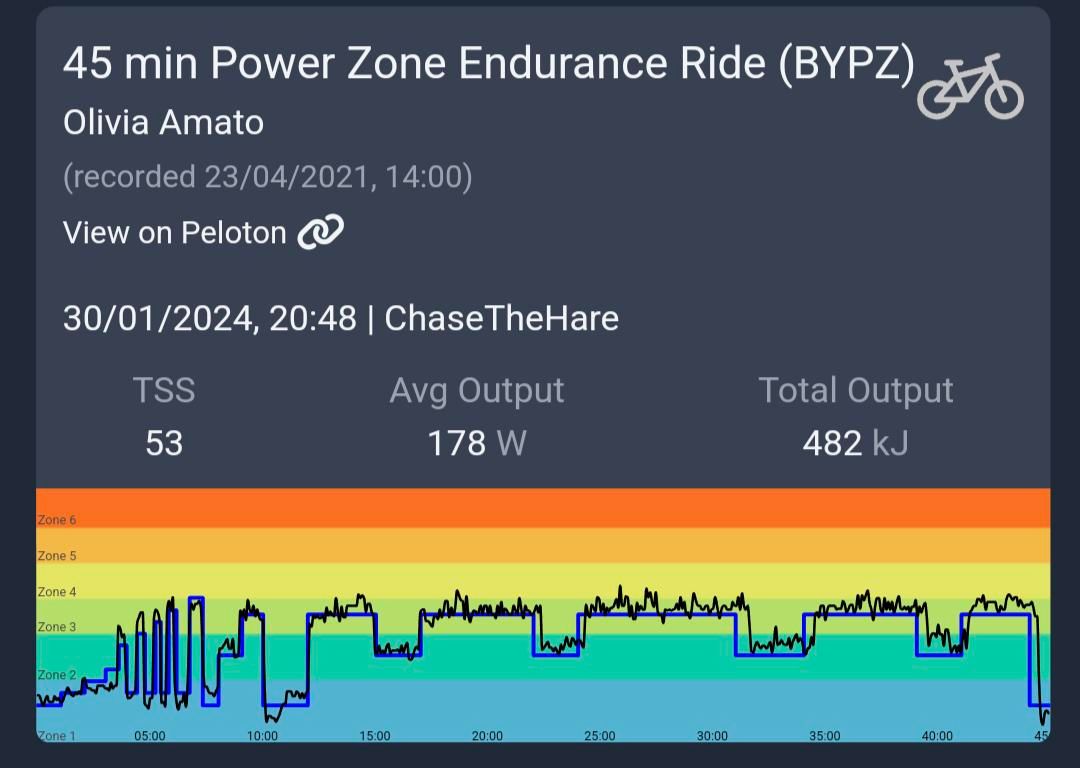 45 min Power Zone Endurance Ride (BYPZ)
Olivia Amato
(recorded 23/04/2021, 14:00)
View on Peloton
30/01/2024, 20:48 | ChaseTheHare
TSS Avg Output Total Output
53 178 W 482 kJ
Zone 6
Zone 5
Zone 4
Zone 3
Zone 2
Zone 1 05:00 10:00 15:00 20:00 25:00 30:00 35:00 40:00 45